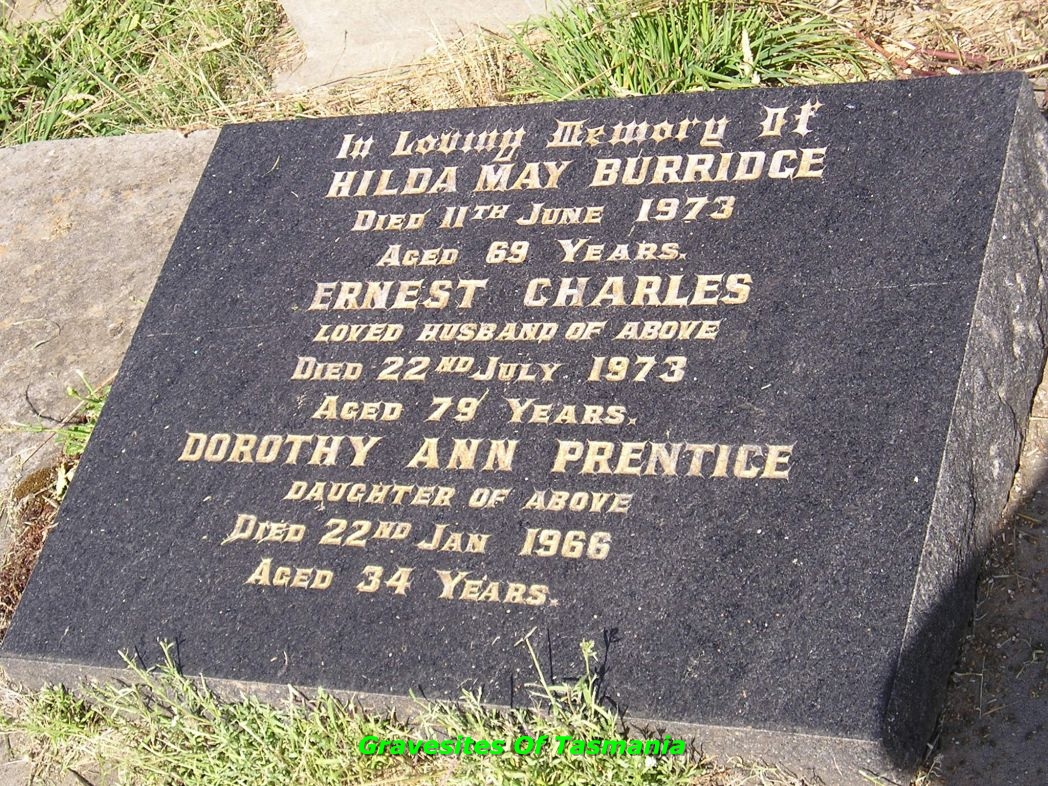 In Loving Memory Of
HILDA MAY BURRIDGE
DIED 11TH JUNE 1973
AGED 69 YEARS.
ERNEST CHARLES
LOVED HUSBAND OF ABOVE
DIED 22ND JULY 1973
AGED 79 YEARS.
DOROTHY ANN PRENTICE
DAUGHTER OF ABOVE
DIED 22ND JAN 1966
AGED 34 YEARS.
Gravesites Of Tasmania